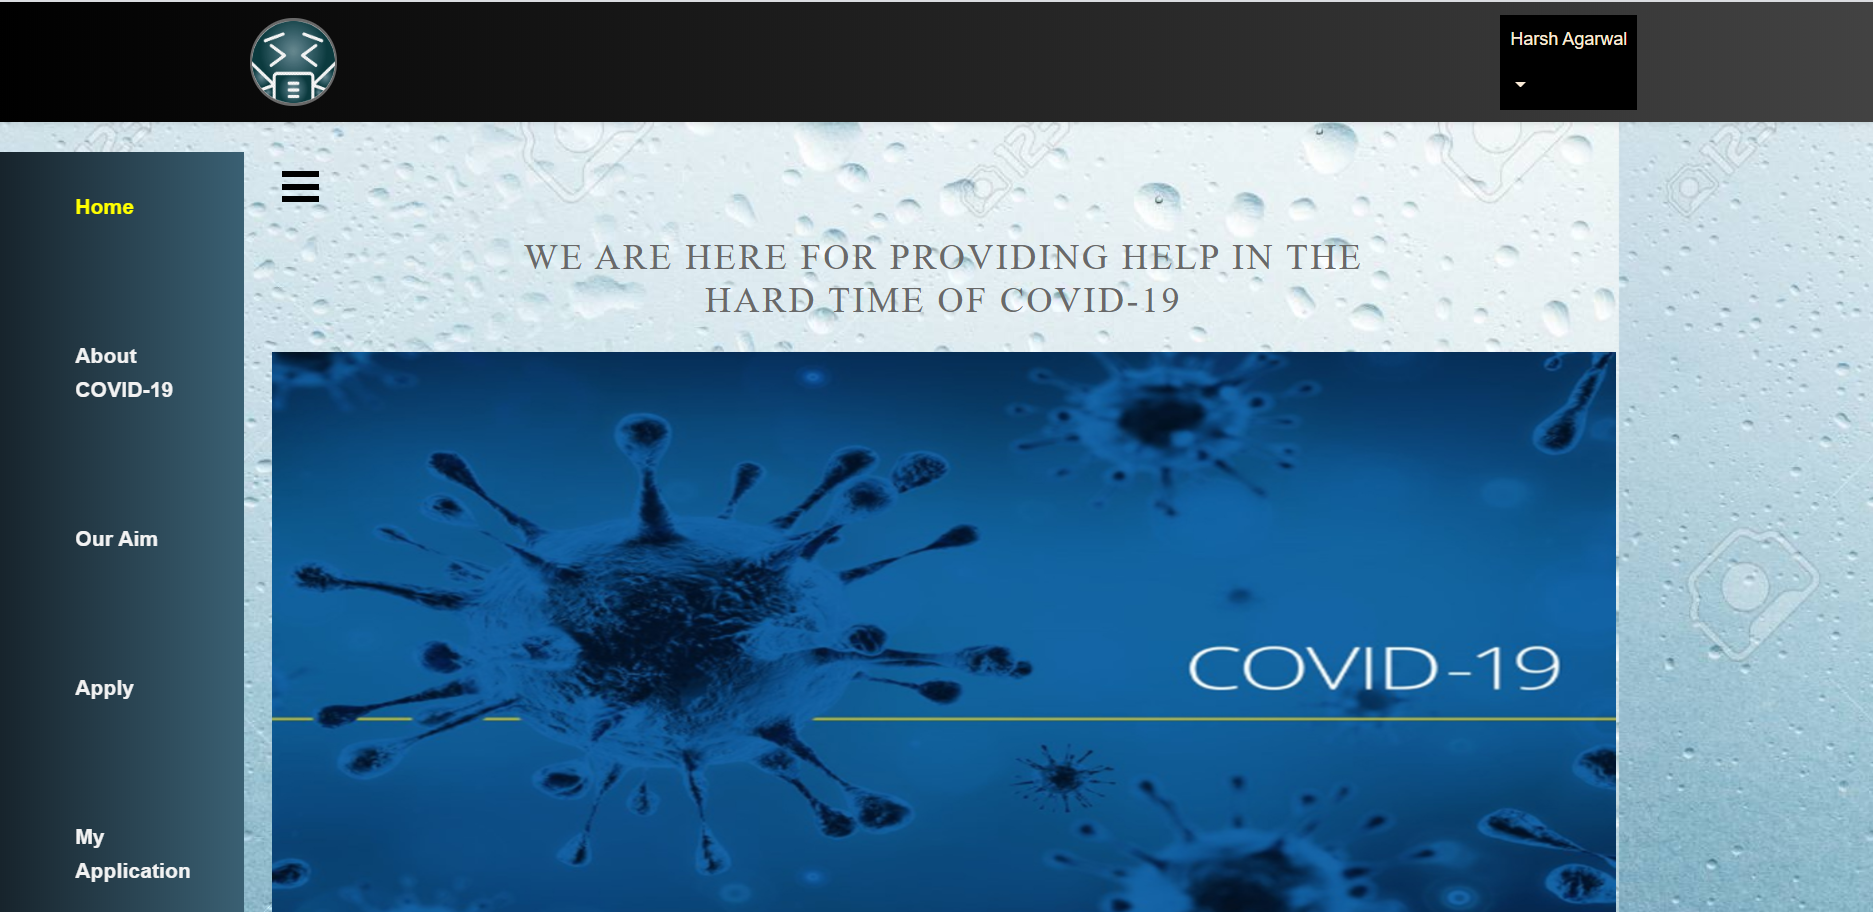 Harsh Agarwal
Home
About
COVID-19
Our Aim
Apply
My
Application
WE ARE HERE FOR PROVIDING HELP IN THE
HARD TIME OF COVID-19
COVID-19